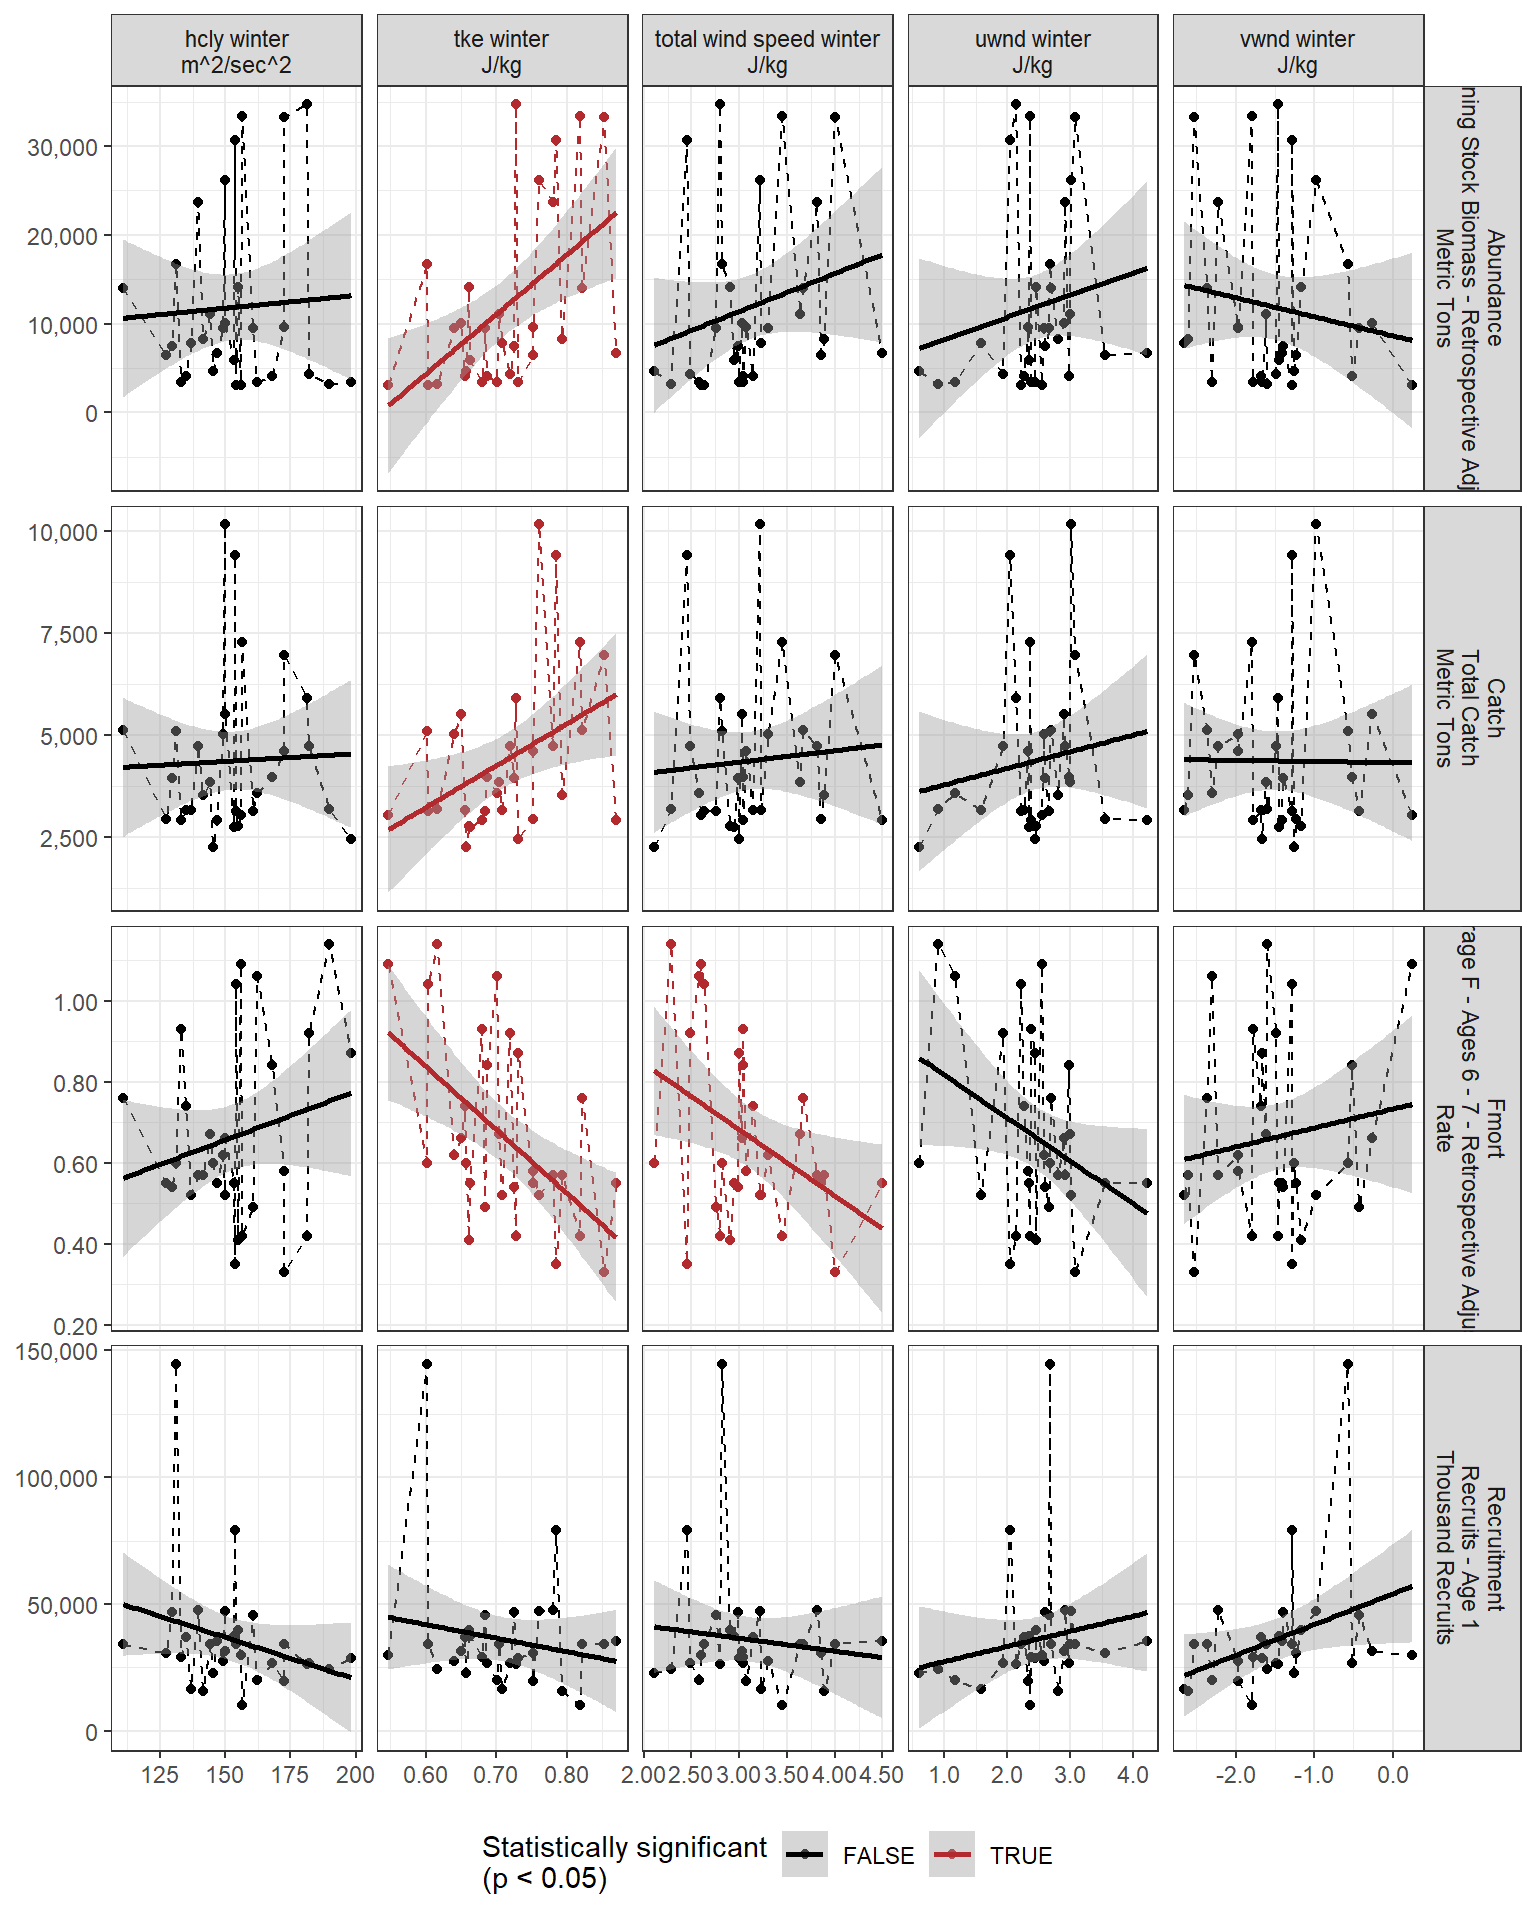 hcly winter
m^2/sec^2
tke winter
J/kg
total wind speed winter
J/kg
uwnd winter
J/kg
vwnd winter
J/kg
30,000
20,000
10,000
0
Abundance
ning Stock Biomass - Retrospective Adj
Metric Tons
10,000
7,500
5,000
2,500
Catch
Total Catch
Metric Tons
1.00
0.80
0.60
0.40
0.20
Fmort
rage F - Ages 6 - 7 - Retrospective Adju
Rate
150,000
100,000
50,000
0
Recruitment
Recruits - Age 1
Thousand Recruits
125 150 175 200
0.60 0.70 0.80
2.00 2.50 3.00 3.50 4.00 4.50
1.0 2.0 3.0 4.0
-2.0 -1.0 0.0
Statistically significant
(p < 0.05)
FALSE
TRUE